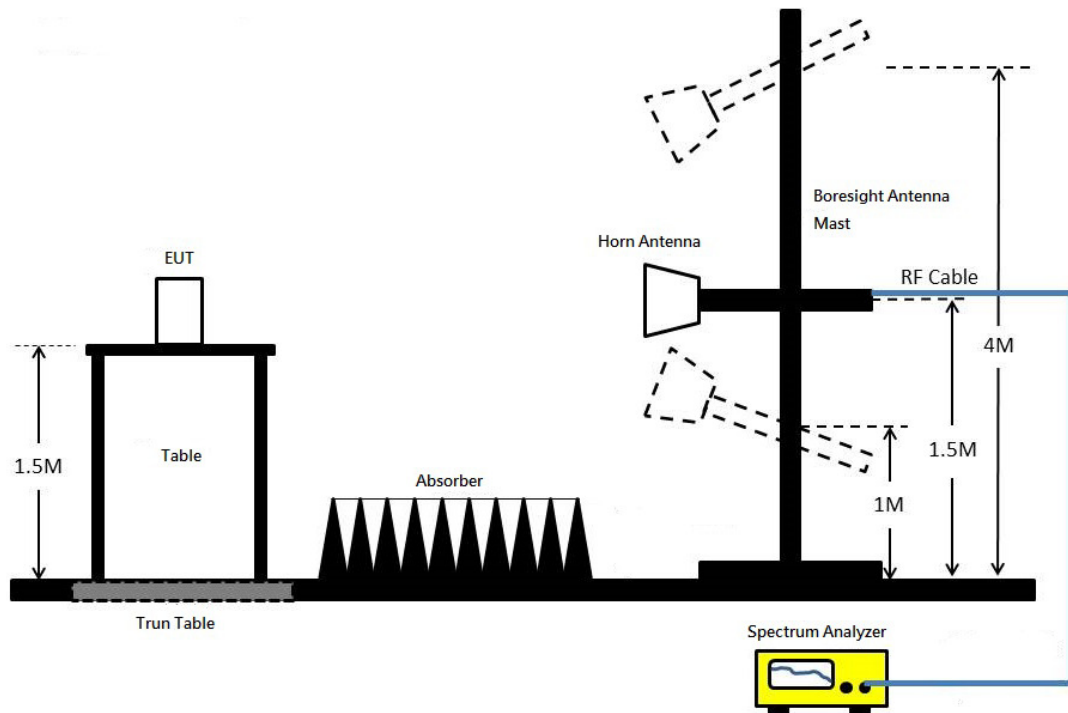 Boresight Antenna
Mast
Horn Antenna
EUT
RF Cable
4M
1.5M
Table
Absorber
1.5M
1M
Trun Table
Spectrum Analyzer